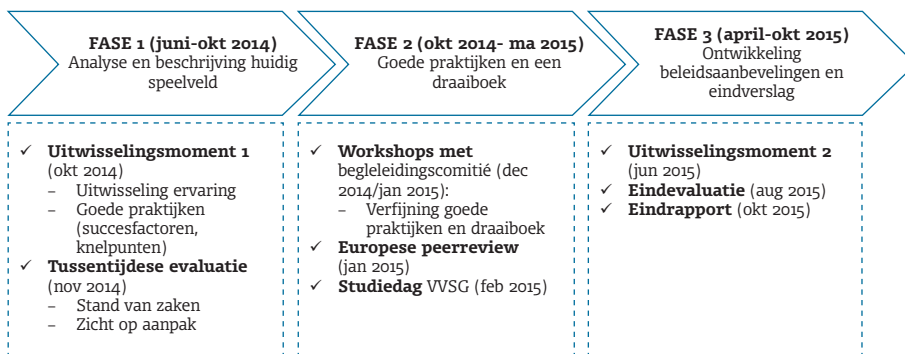 FASE 1 (juni-okt 2014)
Analyse en beschrijving huidig
speelveld
FASE 2 (okt 2014- ma 2015)
Goede praktijken en een
draaiboek
FASE 3 (april-okt 2015)
Ontwikkeling
beleidsaanbevelingen en
eindverslag
✓ Uitwisselingsmoment 1
(okt 2014)
– Uitwisseling ervaring
– Goede praktijken
(succesfactoren,
knelpunten)
✓ Tussentijdese evaluatie
(nov 2014)
– Stand van zaken
– Zicht op aanpak
✓ Workshops met
begleleidingscomitié (dec
2014/jan 2015):
– Verfijning goede
praktijken en draaiboek
✓ Europese peerreview
(jan 2015)
✓ Studiedag VVSG (feb 2015)
✓ Uitwisselingsmoment 2
(jun 2015)
✓ Eindevaluatie (aug 2015)
✓ Eindrapport (okt 2015)